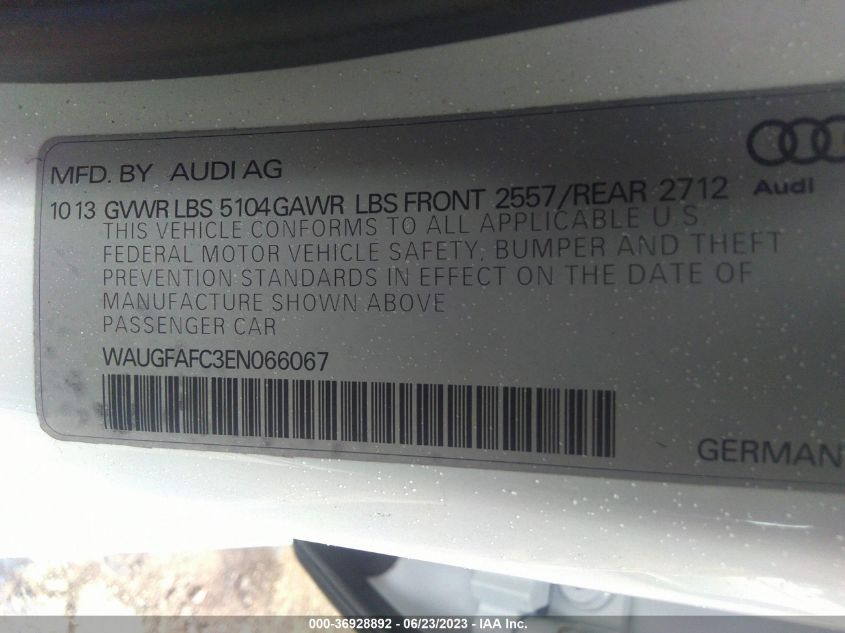 MFD. BY AUDI AG
Audi
10 13 GVWR LBS 5104 GAWR LBS FRONT 2557/REAR 2712
THIS VEHICLE CONFORMS TO ALL APPLICABLE U.S.
FEDERAL MOTOR VEHICLE SAFETY, BUMPER AND THEFT
PREVENTION STANDARDS IN EFFECT ON THE DATE OF
MANUFACTURE SHOWN ABOVE
PASSENGER CAR
WAUGFAFC3EN066067
GERMAN
000-36928892 - 06/23/2023 - IAA Inc.